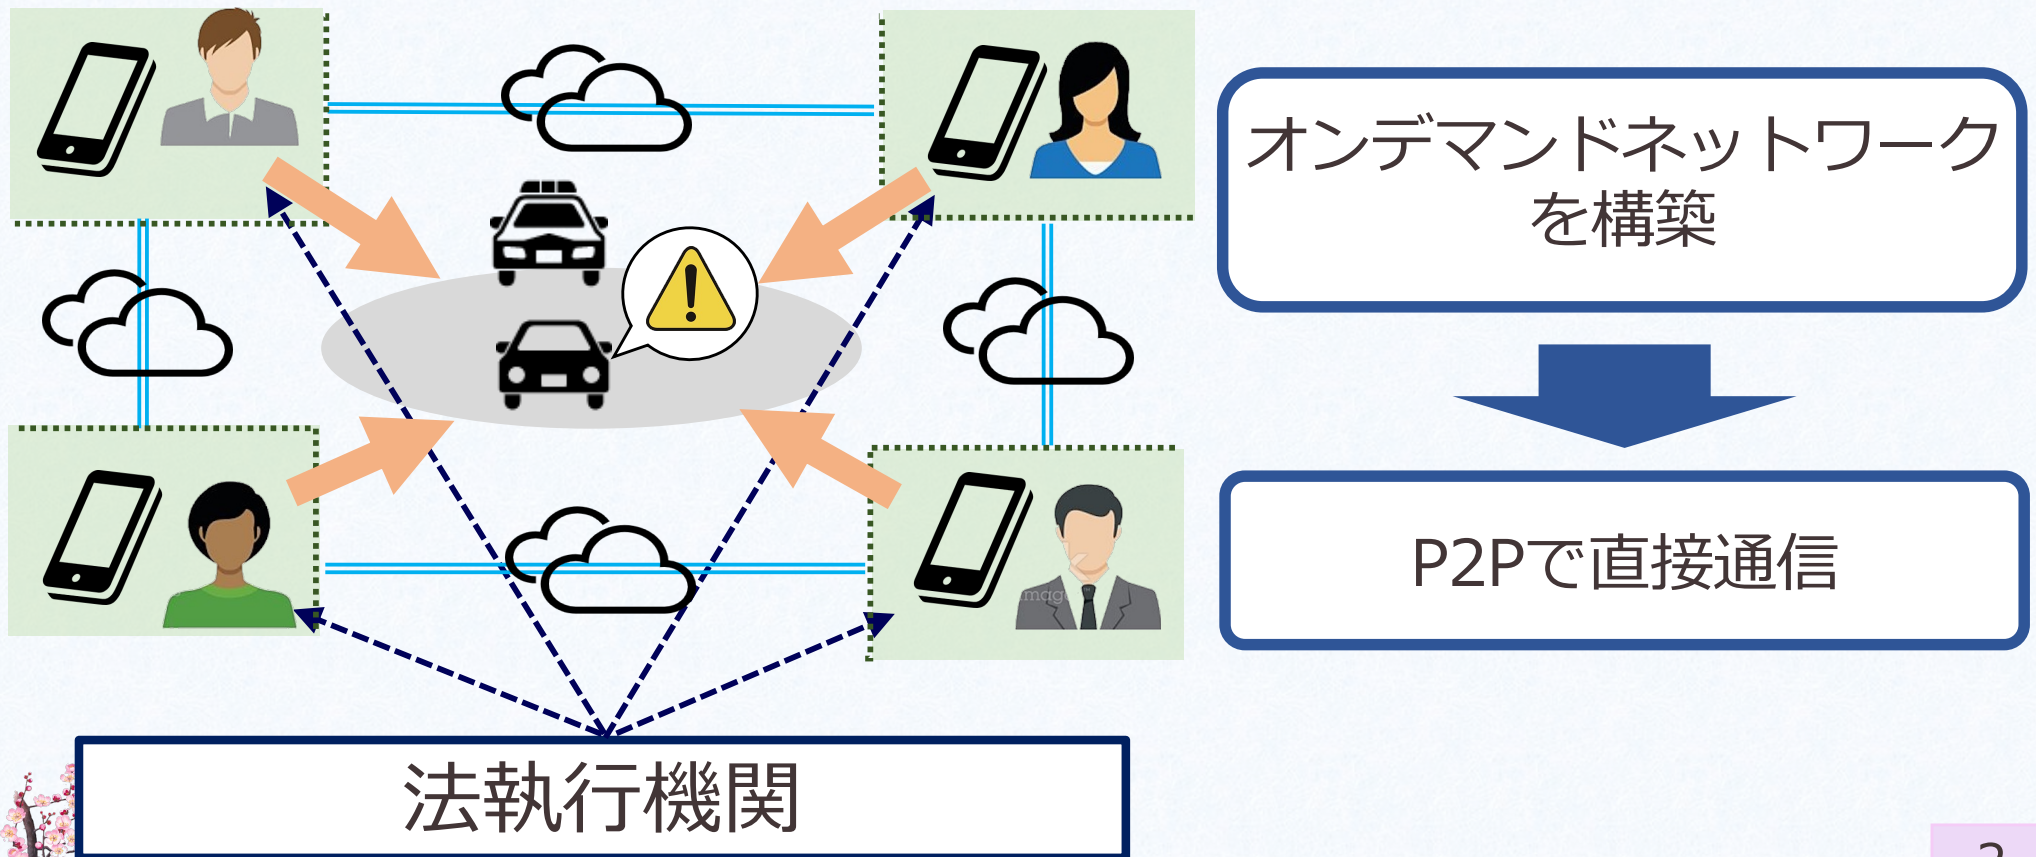 オンデマンドネットワーク
を構築
P2Pで直接通信
法執行機関